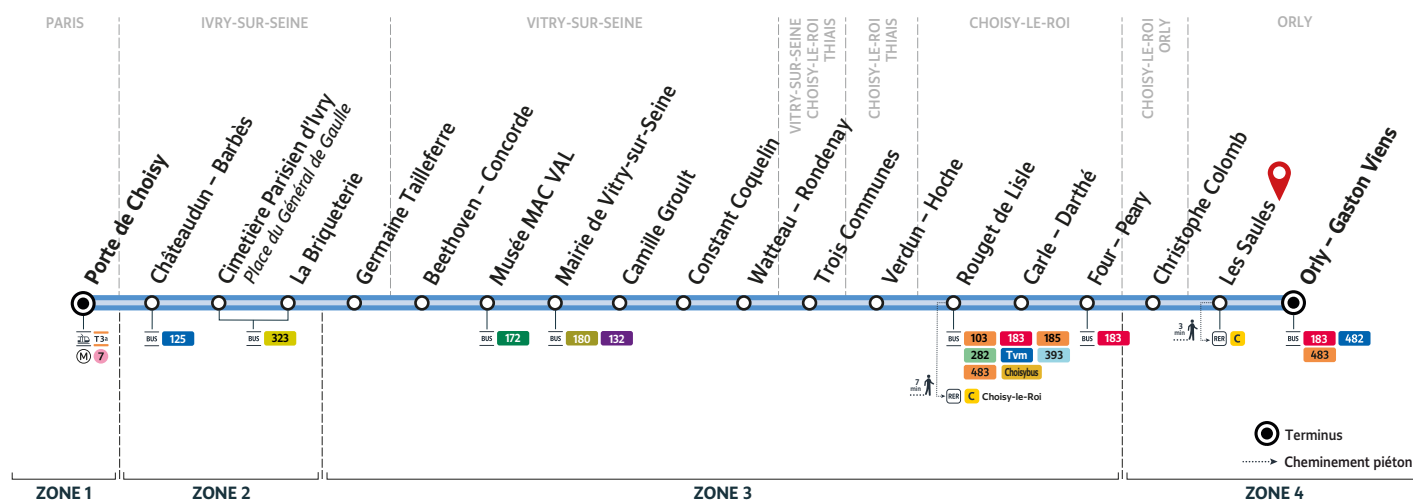 PARIS
IVRY-SUR-SEINE
VITRY-SUR-SEINE
VITRY-SUR-SEINE
CHOISY-LE-ROI
THIAIS
CHOISY-LE-ROI
THIAIS
CHOISY-LE-ROI
CHOISY-LE-ROI
ORLY
ORLY
Porte de Choisy
Châteaudun – Barbès
Cimetière Parisien d'Ivry
Place du Général de Gaulle
La Briqueterie
Germaine Tailleferre
Beethoven – Concorde
Musée MAC VAL
Mairie de Vitry-sur-Seine
Camille Groult
Constant Coquelin
Watteau – Rondenay
Trois Communes
Verdun – Hoche
Rouget de Lisle
Carle – Darthé
Four – Peary
Christophe Colomb
Les Saules
Orly – Gaston Viens
T3a
M 7
BUS 125
BUS 323
BUS 172
BUS 180 132
BUS 103 183 185
282 Tvm 393
483 Choisybus
7 min
RER C Choisy-le-Roi
BUS 183
3 min
RER C
BUS 183 482
483
Terminus
Cheminement piéton
ZONE 1
ZONE 2
ZONE 3
ZONE 4